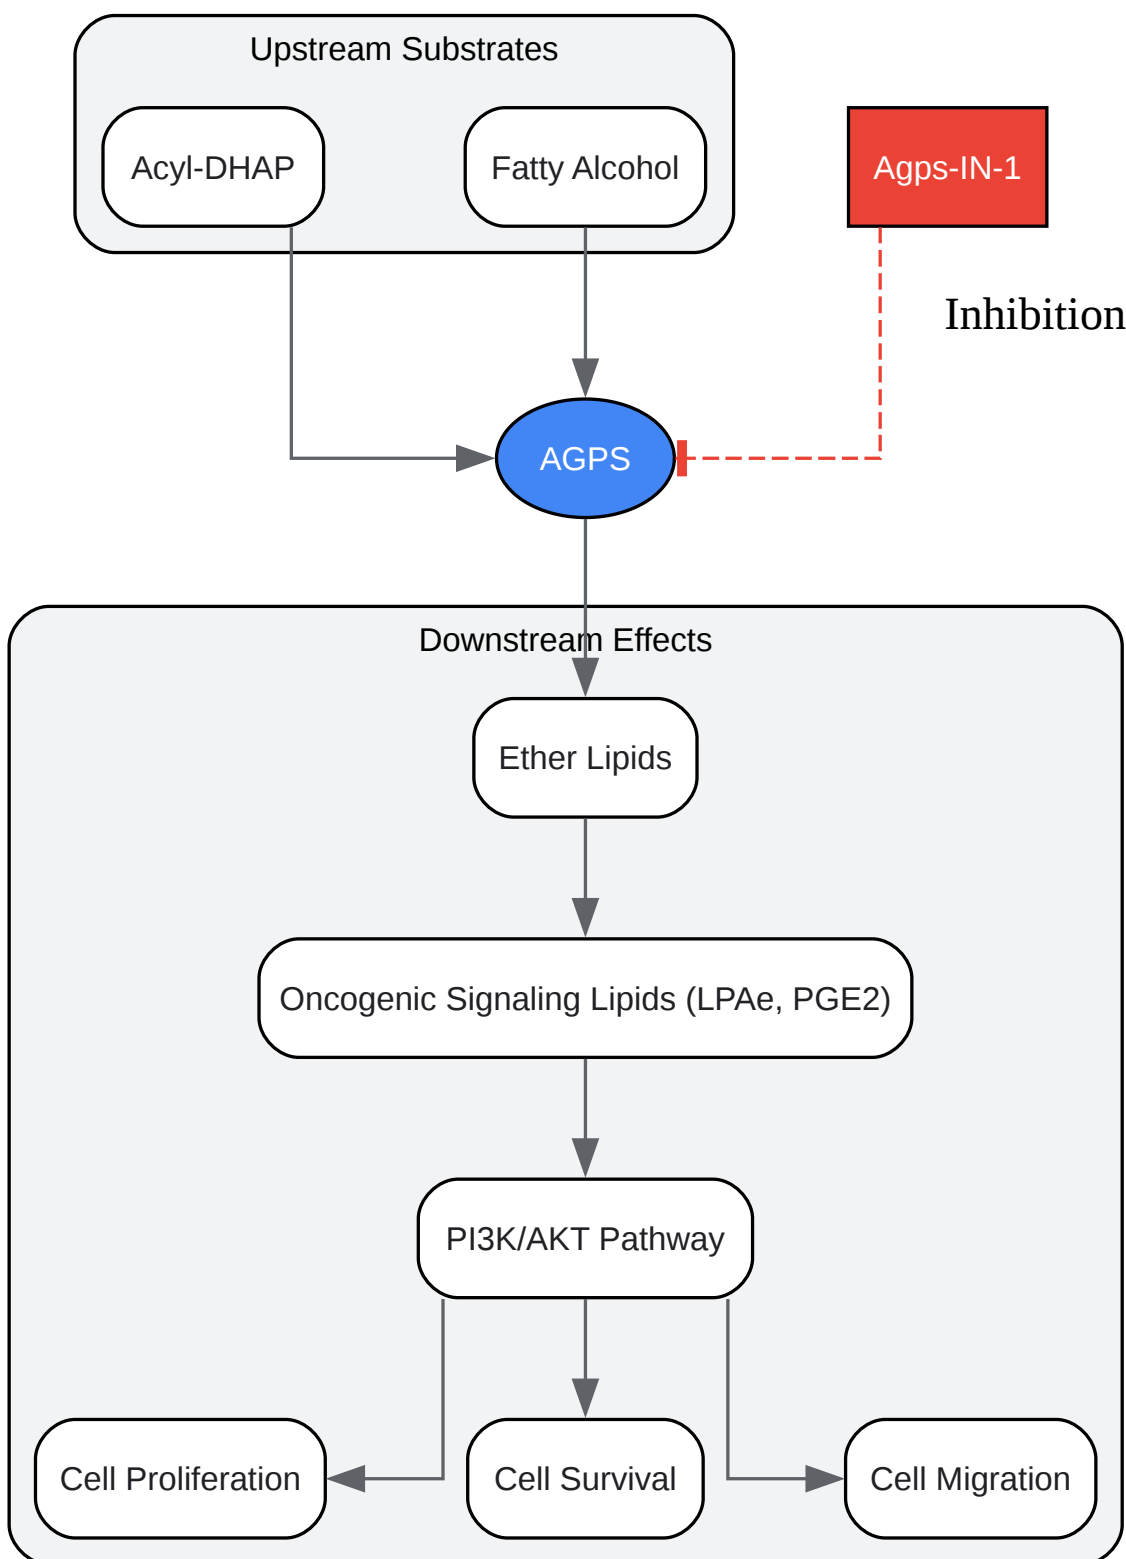 Upstream Substrates
Acyl-DHAP
Fatty Alcohol
Agps-IN-1
Inhibition
AGPS
Downstream Effects
Ether Lipids
Oncogenic Signaling Lipids (LPAe, PGE2)
PI3K/AKT Pathway
Cell Proliferation
Cell Survival
Cell Migration